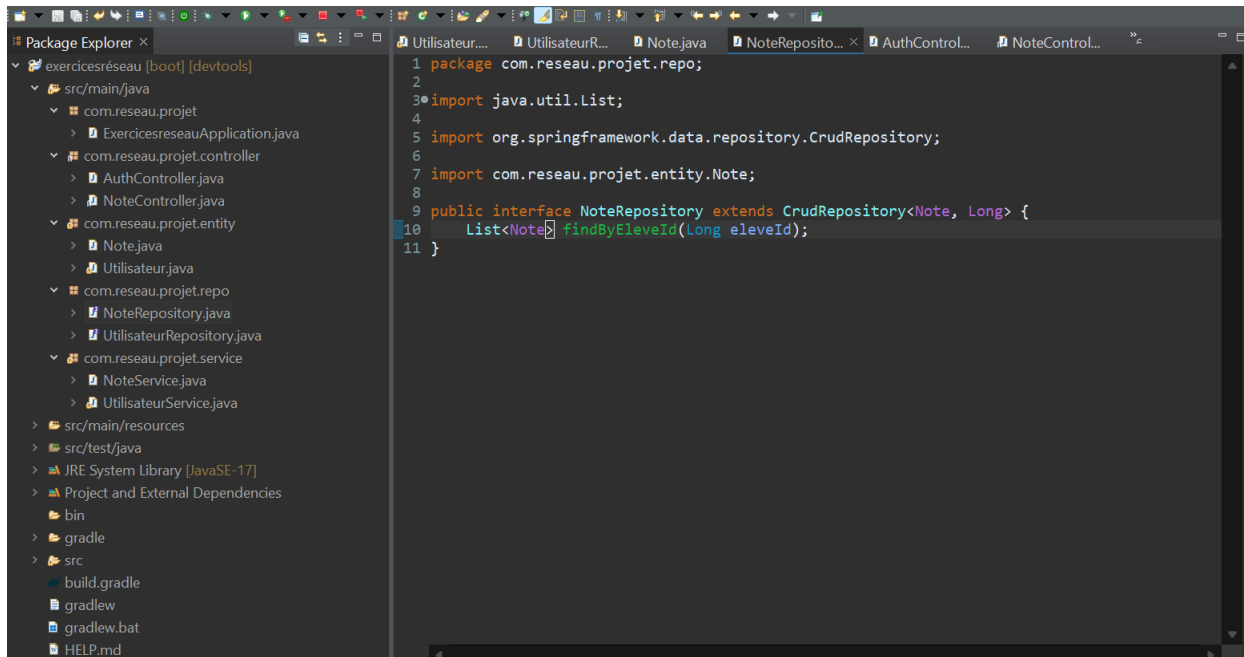 Package Explorer ×
exercicesréseau [boot] [devtools]
src/main/java
com.reseau.projet
ExercicesreseauApplication.java
com.reseau.projet.controller
AuthController.java
NoteController.java
com.reseau.projet.entity
Note.java
Utilisateur.java
com.reseau.projet.repo
NoteRepository.java
UtilisateurRepository.java
com.reseau.projet.service
NoteService.java
UtilisateurService.java
src/main/resources
src/test/java
JRE System Library [JavaSE-17]
Project and External Dependencies
bin
gradle
src
build.gradle
gradlew
gradlew.bat
HELP.md
Utilisateur.... UtilisateurR... Note.java NoteReposito... × AuthControl... NoteControl... »
1 package com.reseau.projet.repo;
2
3 import java.util.List;
4
5 import org.springframework.data.repository.CrudRepository;
6
7 import com.reseau.projet.entity.Note;
8
9 public interface NoteRepository extends CrudRepository<Note, Long> {
10 List<Note> findByEleveId(Long eleveId);
11 }